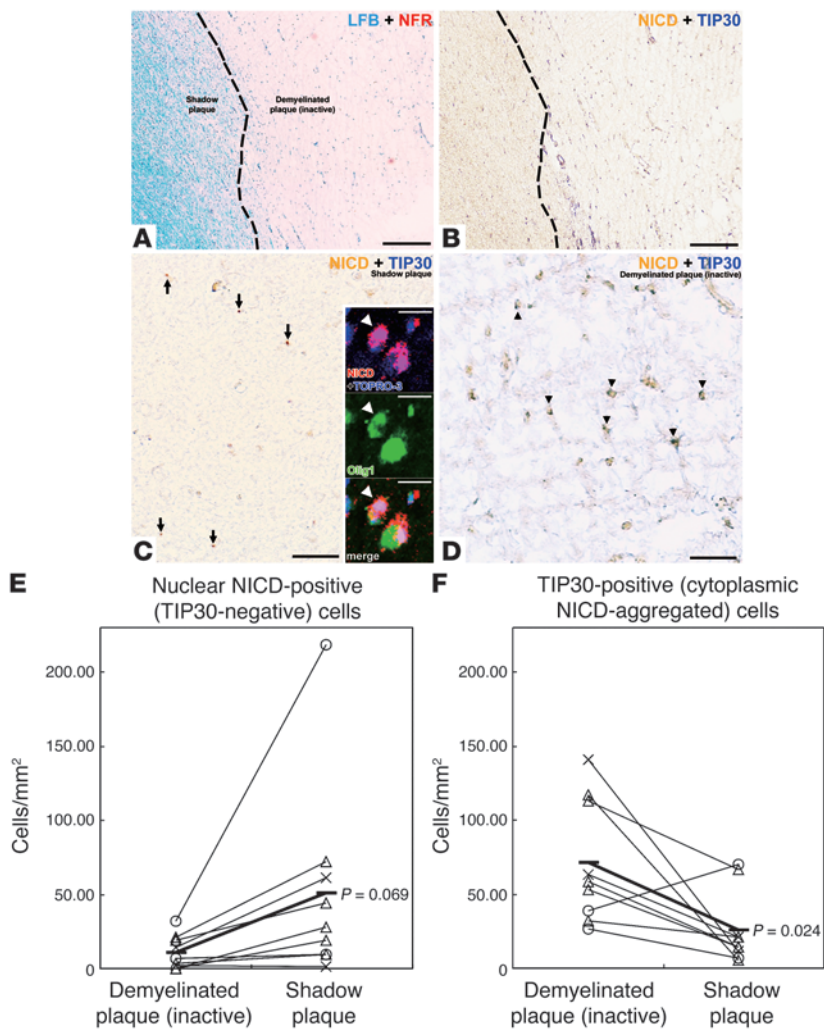 LFB + NFR
Shadow
plaque
Demyelinated
plaque (inactive)
A
NICD + TIP30
B
NICD + TIP30
Shadow plaque
C
NICD
+TOPRO-3
Olig1
merge
NICD + TIP30
Demyelinated plaque (inactive)
D
E
Nuclear NICD-positive
(TIP30-negative) cells
Cells/mm²
200.00
150.00
100.00
50.00
0
P = 0.069
Demyelinated
plaque (inactive)
Shadow
plaque
F
TIP30-positive (cytoplasmic
NICD-aggregated) cells
Cells/mm²
200.00
150.00
100.00
50.00
0
P = 0.024
Demyelinated
plaque (inactive)
Shadow
plaque